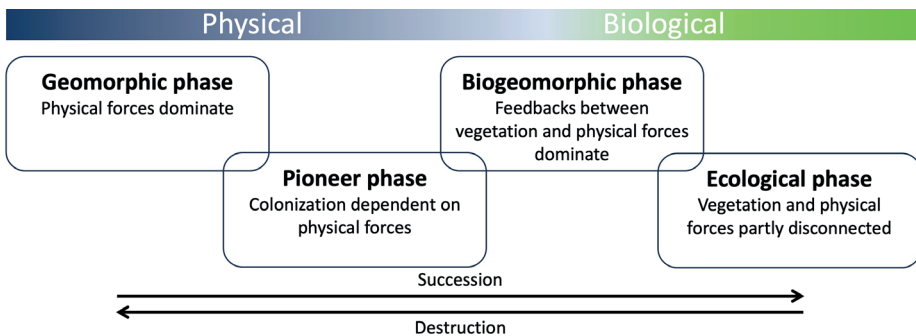 Physical
Biological
Geomorphic phase
Physical forces dominate
Biogeomorphic phase
Feedbacks between
vegetation and physical forces
dominate
Pioneer phase
Colonization dependent on
physical forces
Ecological phase
Vegetation and physical
forces partly disconnected
Succession
Destruction